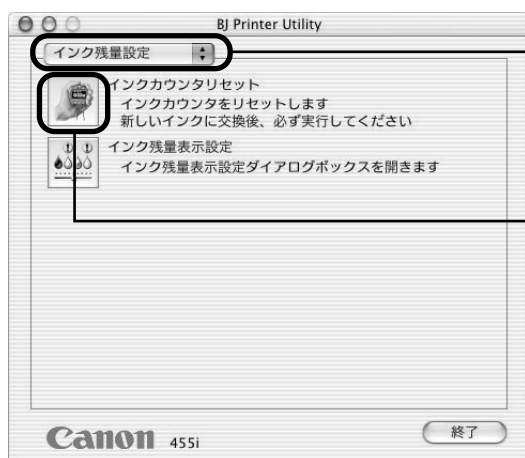 BJ Printer Utility
インク残量設定
インクカウンタリセット
インクカウンタをリセットします
新しいインクに交換後、必ず実行してください
インク残量表示設定
インク残量表示設定ダイアログボックスを開きます
Canon 455i
終了